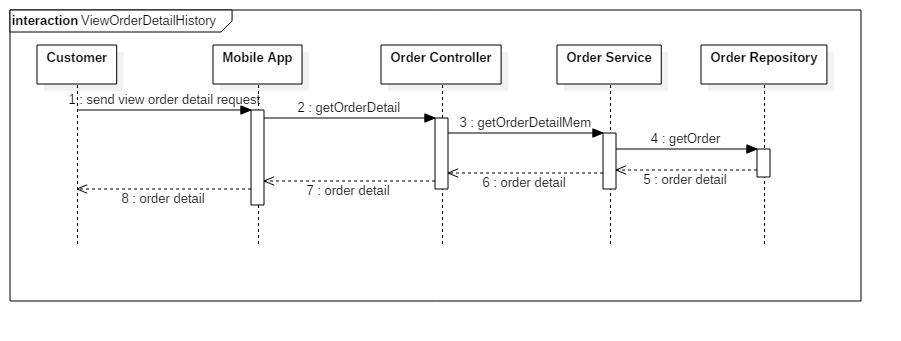 interaction ViewOrderDetailHistory
Customer
Mobile App
Order Controller
Order Service
Order Repository
1 : send view order detail request
2 : getOrderDetail
3 : getOrderDetailMem
4 : getOrder
5 : order detail
6 : order detail
7 : order detail
8 : order detail